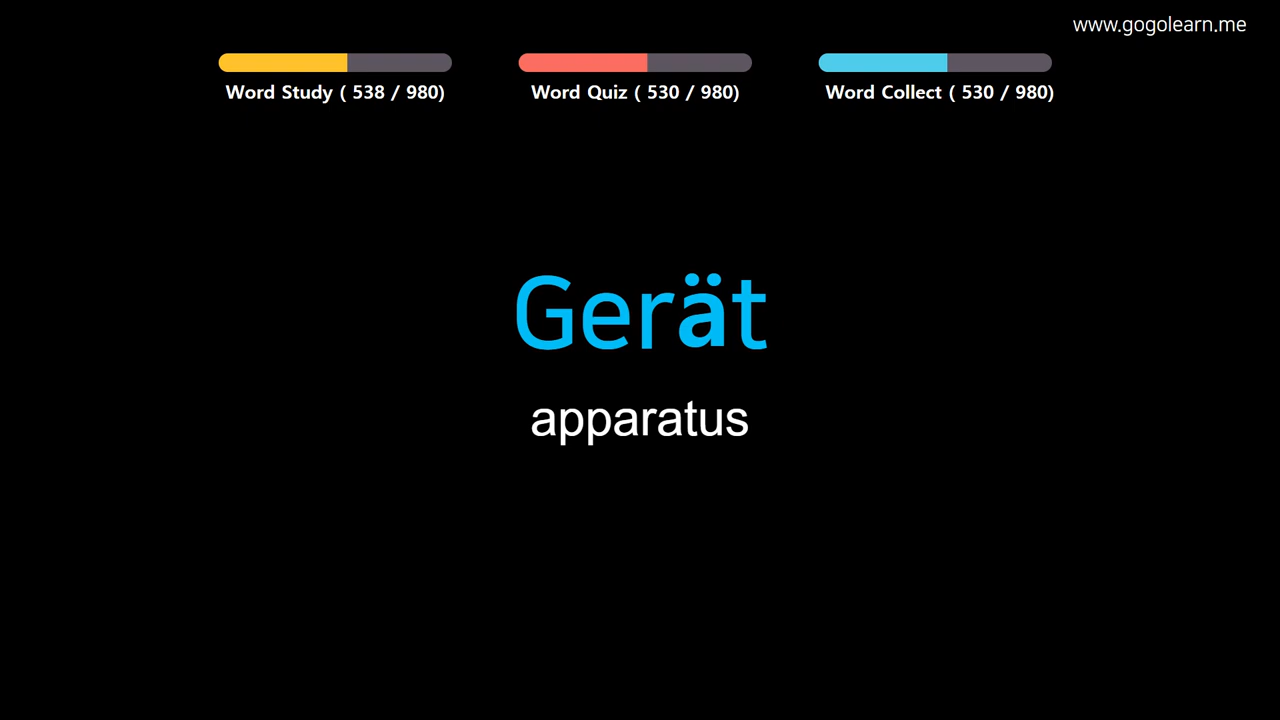 www.gogolearn.me
Word Study ( 538 / 980)
Word Quiz ( 530 / 980)
Word Collect ( 530 / 980)
Gerät
apparatus